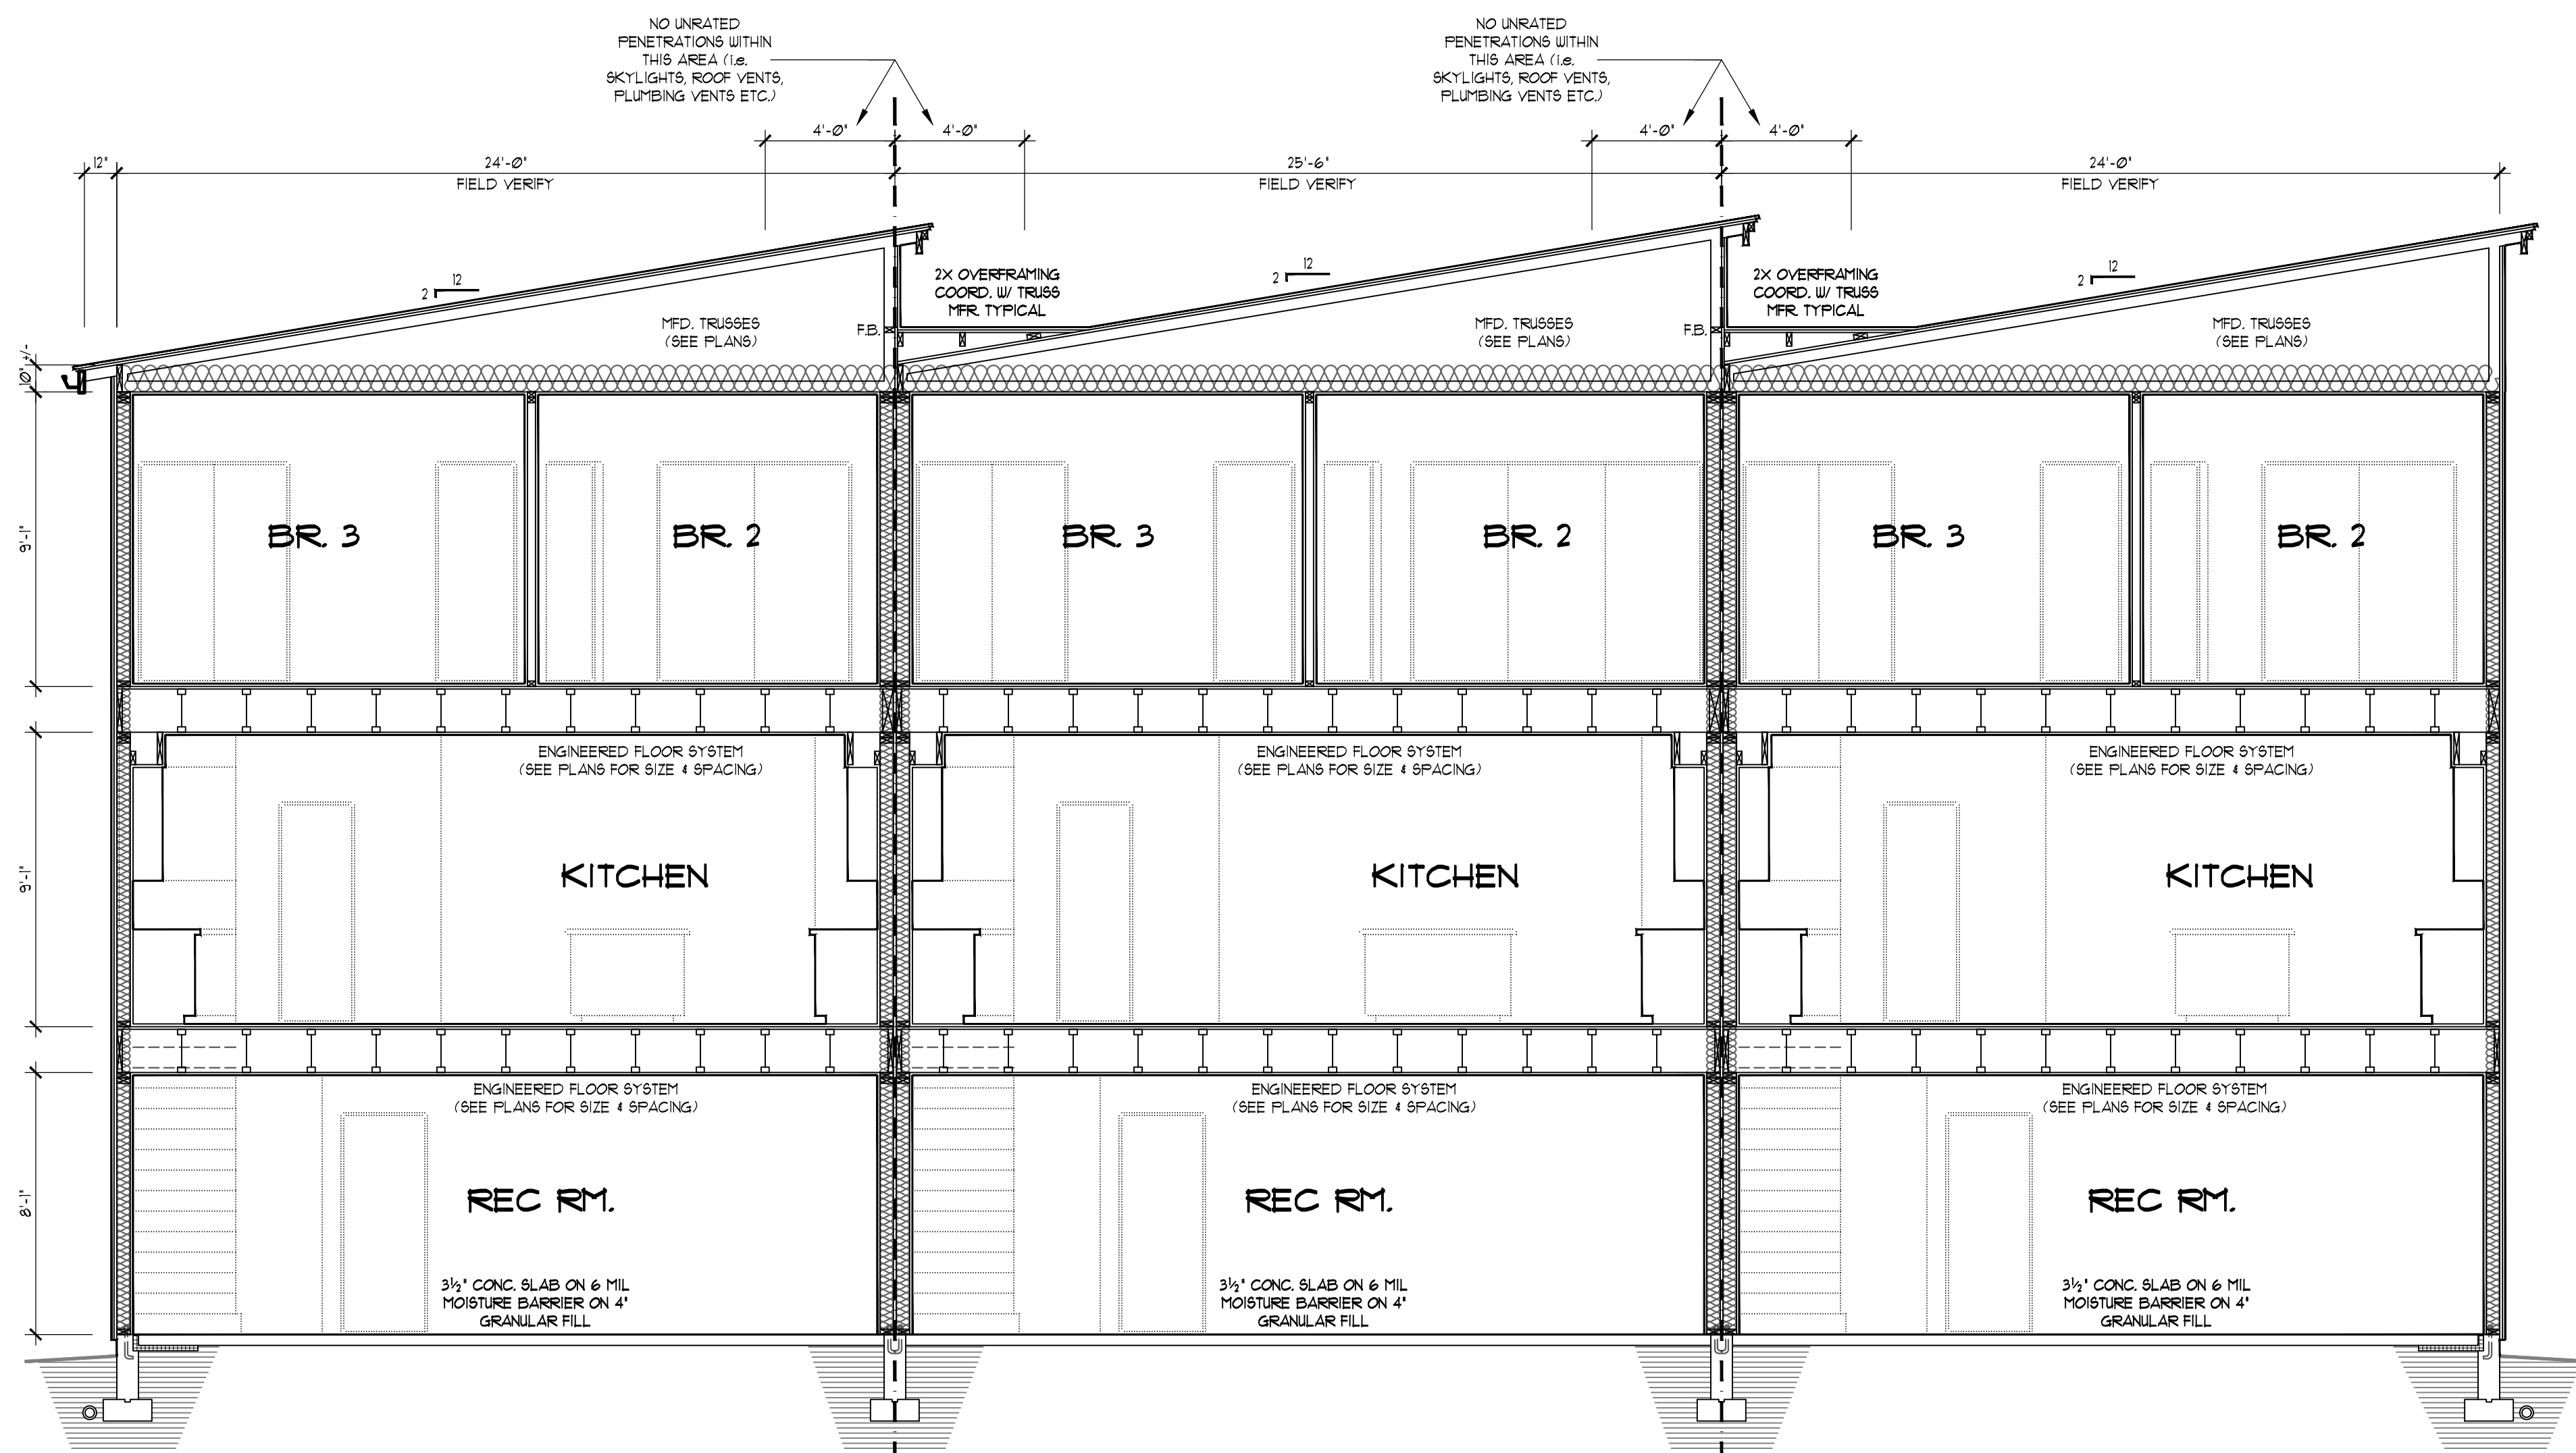 NO UNRATED
PENETRATIONS WITHIN
THIS AREA (i.e.
SKYLIGHTS, ROOF VENTS,
PLUMBING VENTS ETC.)
NO UNRATED
PENETRATIONS WITHIN
THIS AREA (i.e.
SKYLIGHTS, ROOF VENTS,
PLUMBING VENTS ETC.)
4'-0" 4'-0" 4'-0" 4'-0"
12" 24'-0" 25'-6" 24'-0"
FIELD VERIFY FIELD VERIFY FIELD VERIFY
12
2
12
2
12
2
2X OVERFRAMING
COORD. W/ TRUSS
MFR. TYPICAL
2X OVERFRAMING
COORD. W/ TRUSS
MFR. TYPICAL
MFD. TRUSSES
(SEE PLANS)
F.B.
MFD. TRUSSES
(SEE PLANS)
F.B.
MFD. TRUSSES
(SEE PLANS)
10" +/-
9'-1"
BR. 3 BR. 2 BR. 3 BR. 2 BR. 3 BR. 2
ENGINEERED FLOOR SYSTEM
(SEE PLANS FOR SIZE & SPACING)
ENGINEERED FLOOR SYSTEM
(SEE PLANS FOR SIZE & SPACING)
ENGINEERED FLOOR SYSTEM
(SEE PLANS FOR SIZE & SPACING)
9'-1"
KITCHEN KITCHEN KITCHEN
ENGINEERED FLOOR SYSTEM
(SEE PLANS FOR SIZE & SPACING)
ENGINEERED FLOOR SYSTEM
(SEE PLANS FOR SIZE & SPACING)
ENGINEERED FLOOR SYSTEM
(SEE PLANS FOR SIZE & SPACING)
8'-1"
REC RM. REC RM. REC RM.
3½" CONC. SLAB ON 6 MIL
MOISTURE BARRIER ON 4"
GRANULAR FILL
3½" CONC. SLAB ON 6 MIL
MOISTURE BARRIER ON 4"
GRANULAR FILL
3½" CONC. SLAB ON 6 MIL
MOISTURE BARRIER ON 4"
GRANULAR FILL